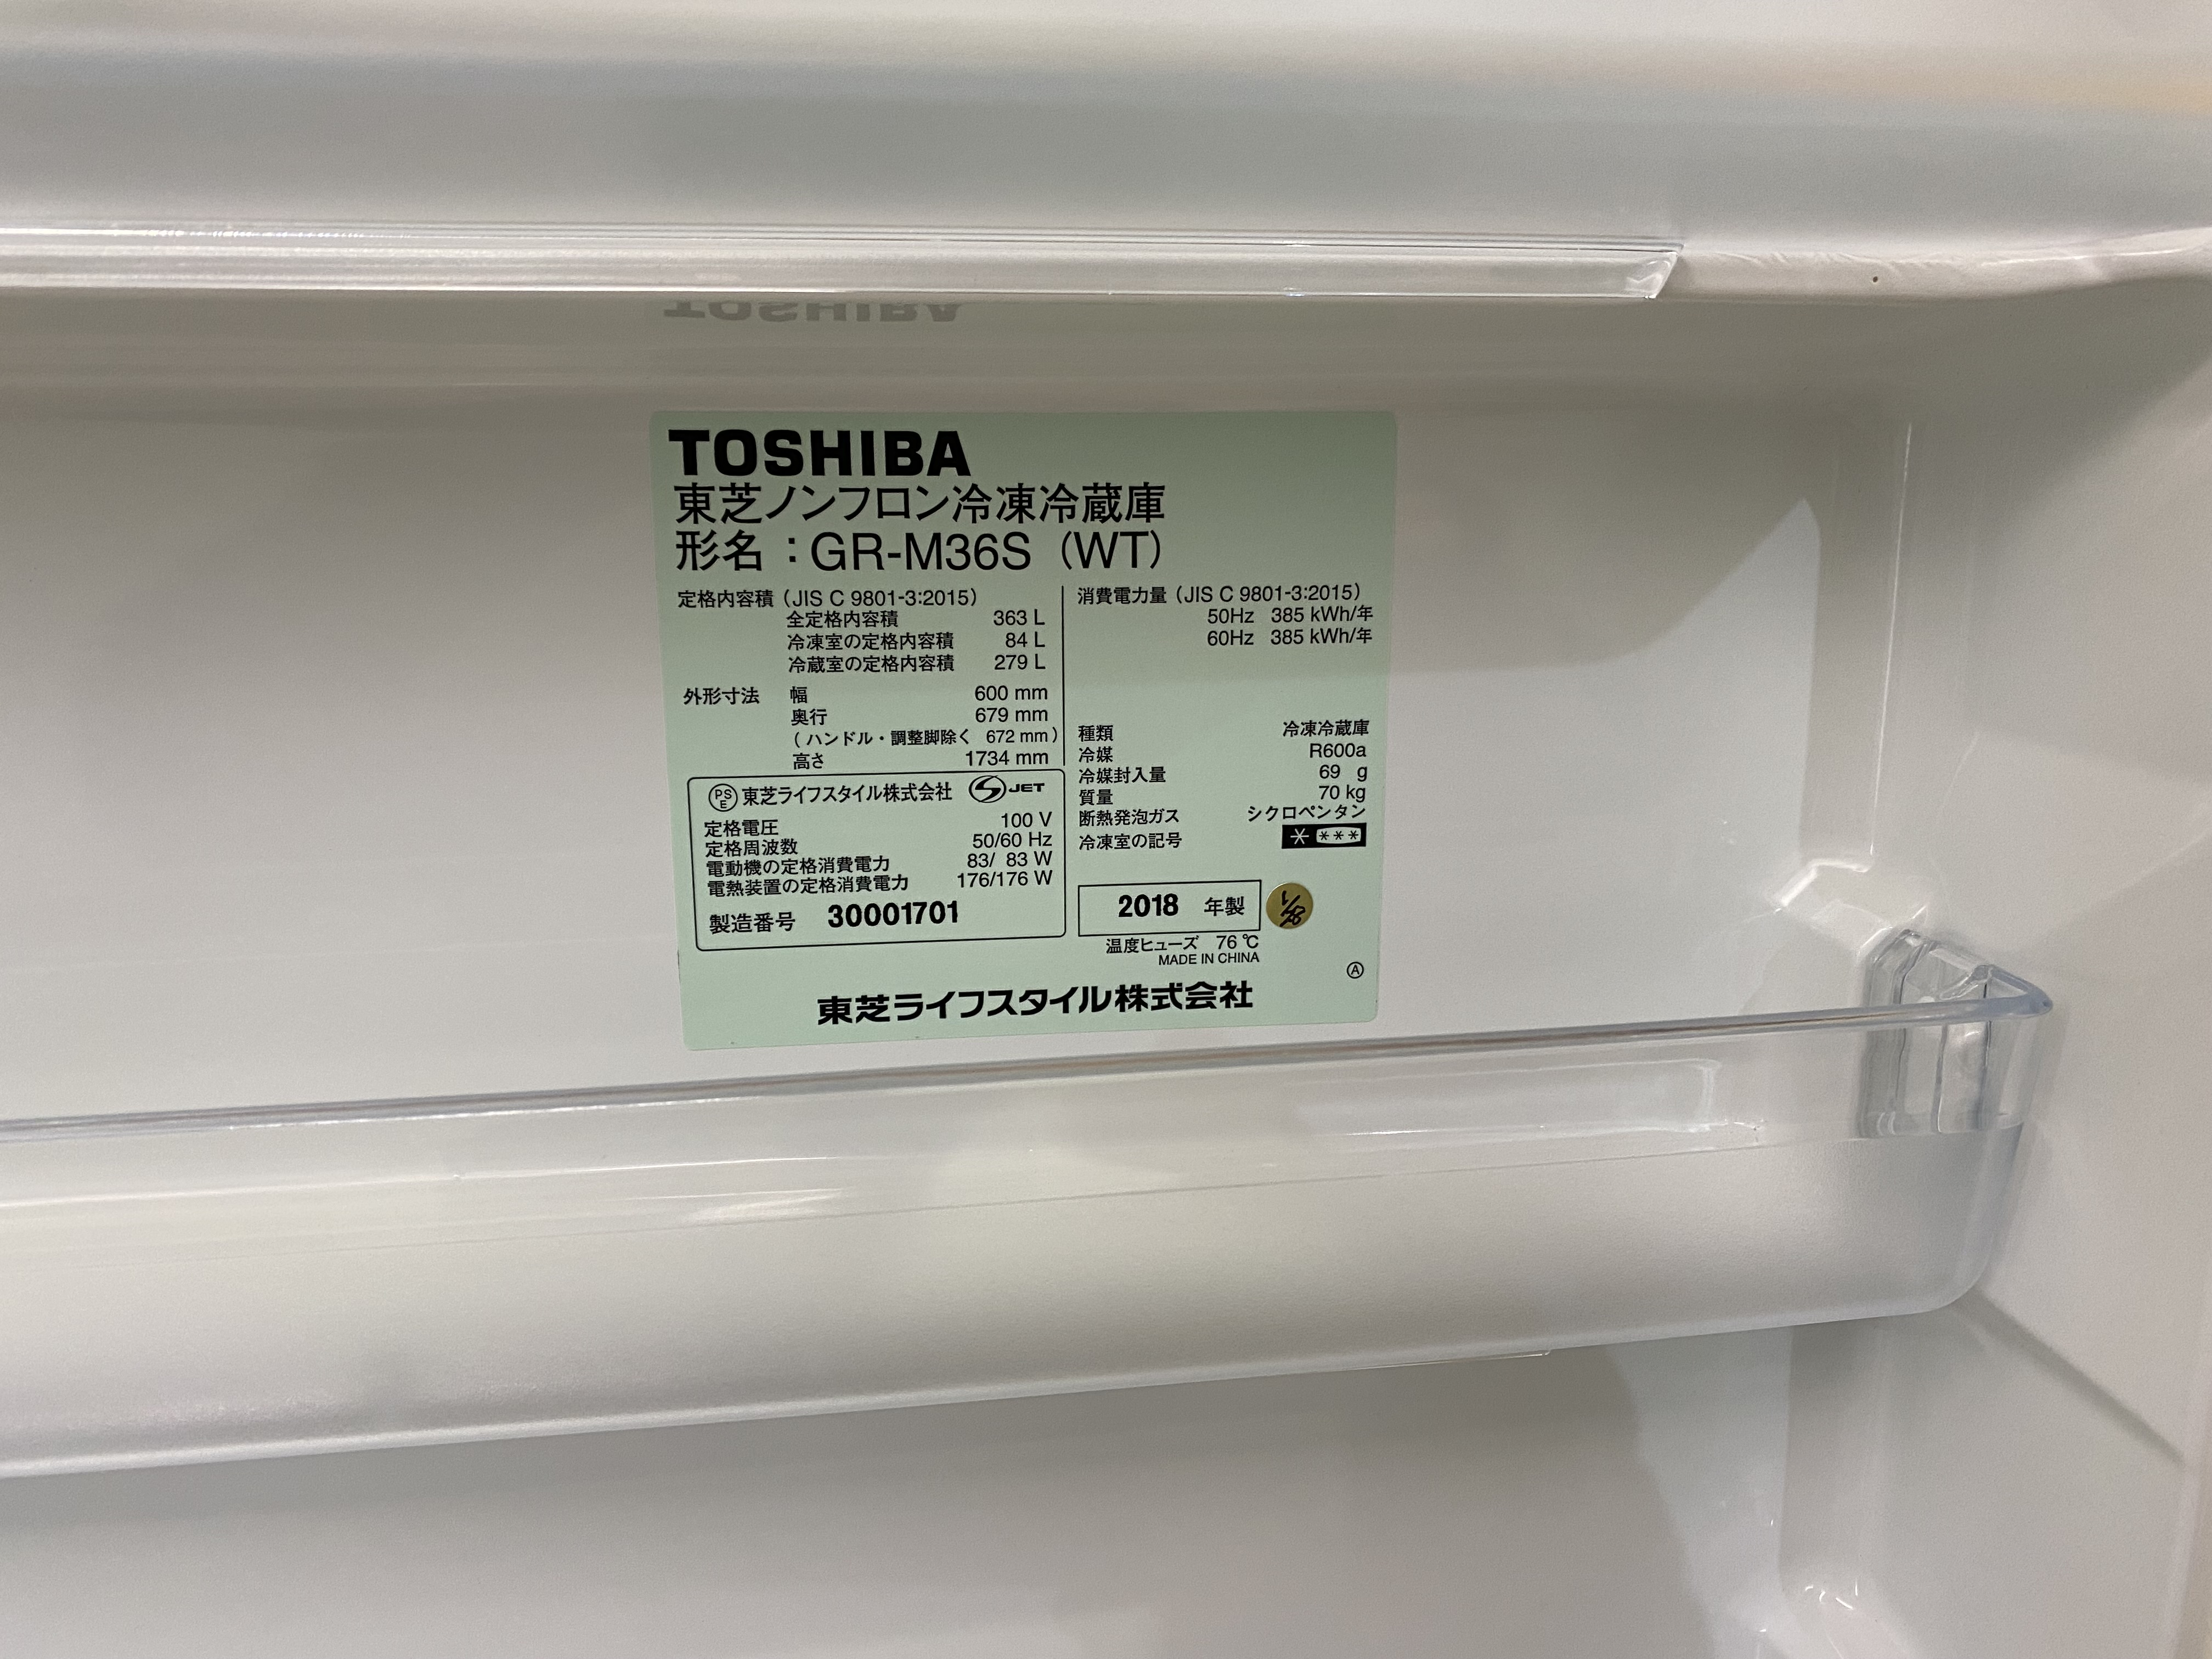 TOSHIBA
東芝ノンフロン冷凍冷蔵庫
形名：GR-M36S (WT)
定格内容積 (JIS C 9801-3:2015)
全定格内容積 363 L
冷凍室の定格内容積 84 L
冷蔵室の定格内容積 279 L
外形寸法 幅 600 mm
奥行 679 mm
(ハンドル・調整脚除く 672 mm)
高さ 1734 mm
PSE 東芝ライフスタイル株式会社 JET
定格電圧 100 V
定格周波数 50/60 Hz
電動機の定格消費電力 83/ 83 W
電熱装置の定格消費電力 176/176 W
製造番号 30001701
消費電力量 (JIS C 9801-3:2015)
50Hz 385 kWh/年
60Hz 385 kWh/年
種類 冷凍冷蔵庫
冷媒 R600a
冷媒封入量 69 g
質量 70 kg
断熱発泡ガス シクロペンタン
冷凍室の記号 * ***
2018 年製
温度ヒューズ 76 ℃
MADE IN CHINA
Ⓐ
東芝ライフスタイル株式会社